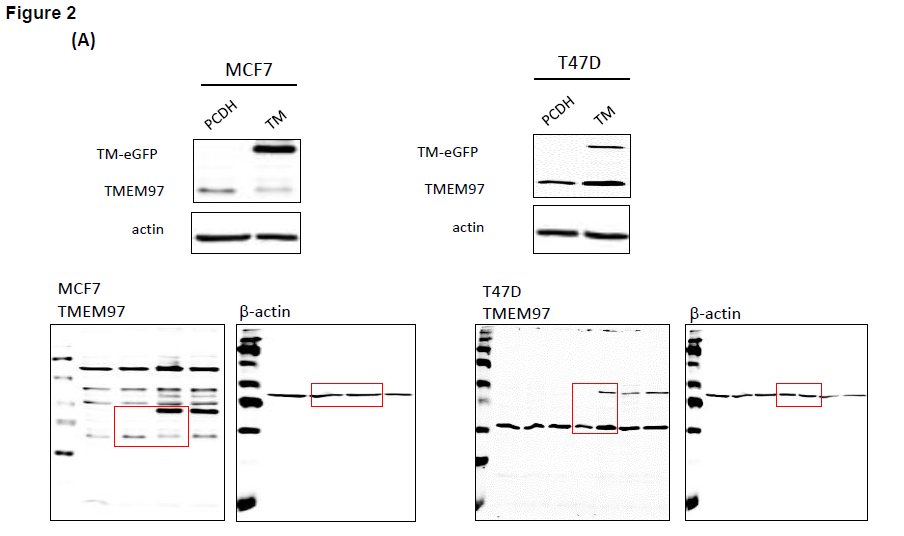 Figure 2
(A)
MCF7
PCDH TM
TM-eGFP
TMEM97
actin
T47D
PCDH TM
TM-eGFP
TMEM97
actin
MCF7
TMEM97
β-actin
T47D
TMEM97
β-actin